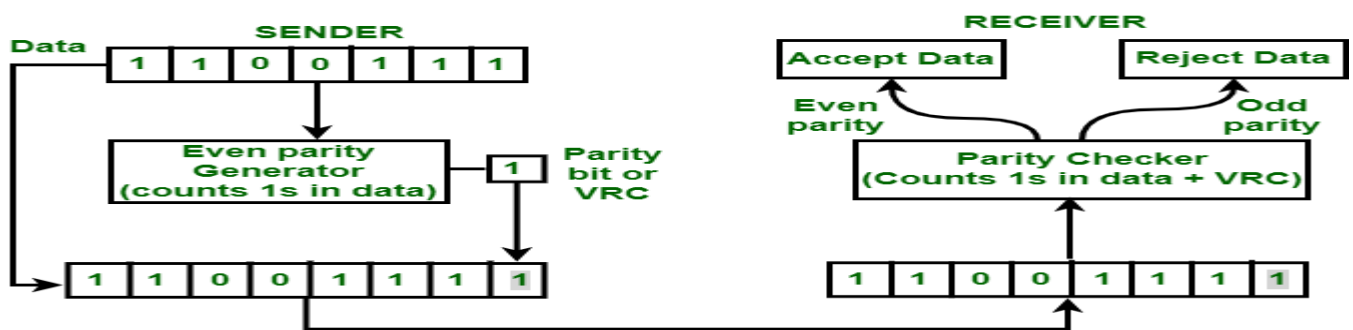 SENDER
Data
1 1 0 0 1 1 1
Even parity
Generator
(counts 1s in data)
1
Parity
bit or
VRC
1 1 0 0 1 1 1 1
RECEIVER
Accept Data
Reject Data
Even
parity
Odd
parity
Parity Checker
(Counts 1s in data + VRC)
1 1 0 0 1 1 1 1